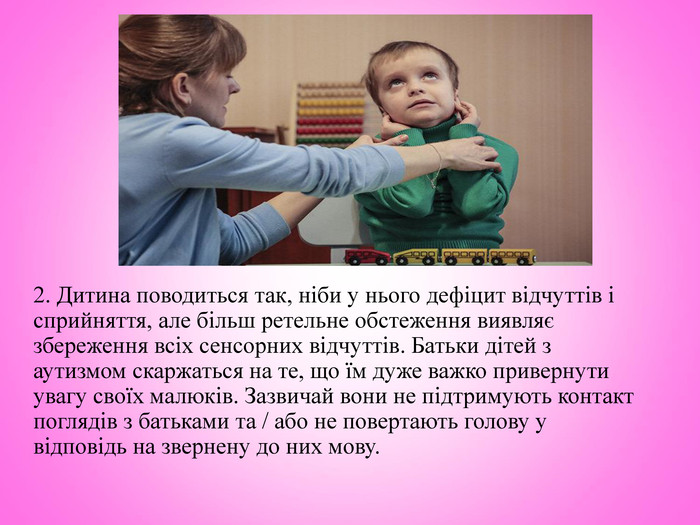 2. Дитина поводиться так, ніби у нього дефіцит відчуттів і
сприйняття, але більш ретельне обстеження виявляє
збереження всіх сенсорних відчуттів. Батьки дітей з
аутизмом скаржаться на те, що їм дуже важко привернути
увагу своїх малюків. Зазвичай вони не підтримують контакт
поглядів з батьками та / або не повертають голову у
відповідь на звернену до них мову.